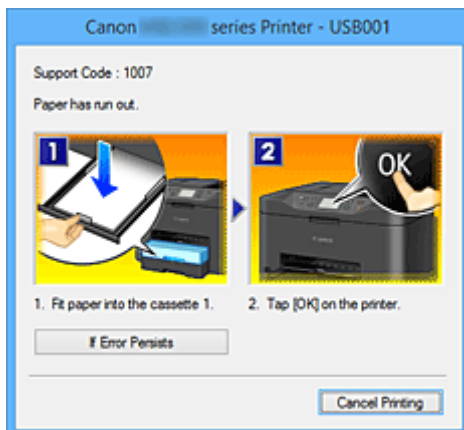 Canon series Printer - USB001
Support Code : 1007
Paper has run out.
1
2
OK
1. Fit paper into the cassette 1.
2. Tap [OK] on the printer.
If Error Persists
Cancel Printing